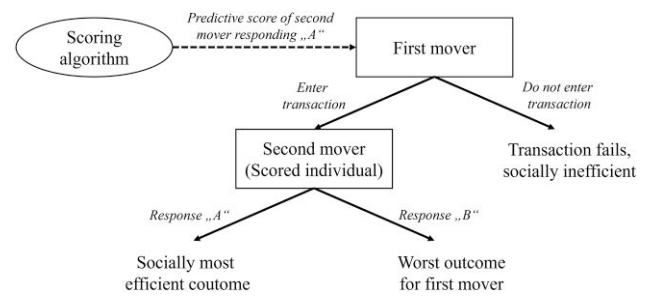 Scoring
algorithm
Predictive score of second
mover responding „A“
First mover
Enter
transaction
Do not enter
transaction
Second mover
(Scored individual)
Transaction fails,
socially inefficient
Response „A“
Response „B“
Socially most
efficient coutome
Worst outcome
for first mover